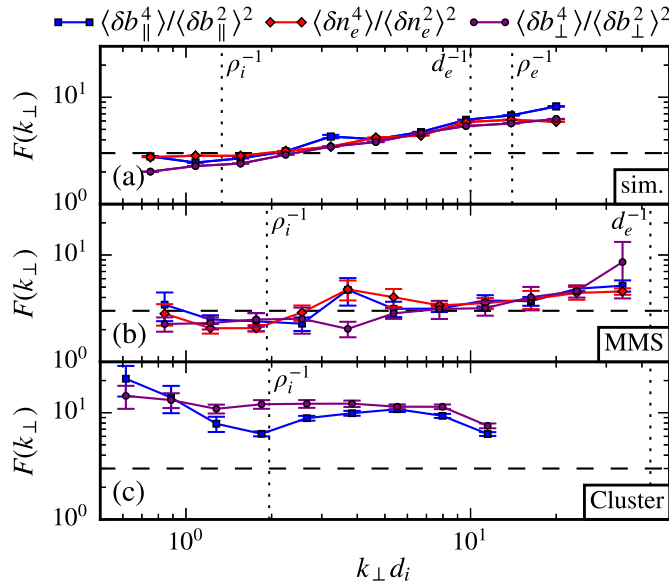 ⟨δb∥⁴⟩/⟨δb∥²⟩² ⟨δnₑ⁴⟩/⟨δnₑ²⟩² ⟨δb⊥⁴⟩/⟨δb⊥²⟩²
ρᵢ⁻¹ dₑ⁻¹ ρₑ⁻¹
10¹
F(k⊥)
(a) sim.
10⁰
ρᵢ⁻¹ dₑ⁻¹
10¹
F(k⊥)
(b) MMS
10⁰
ρᵢ⁻¹
10¹
F(k⊥)
(c) Cluster
10⁰
10⁰ 10¹
k⊥dᵢ